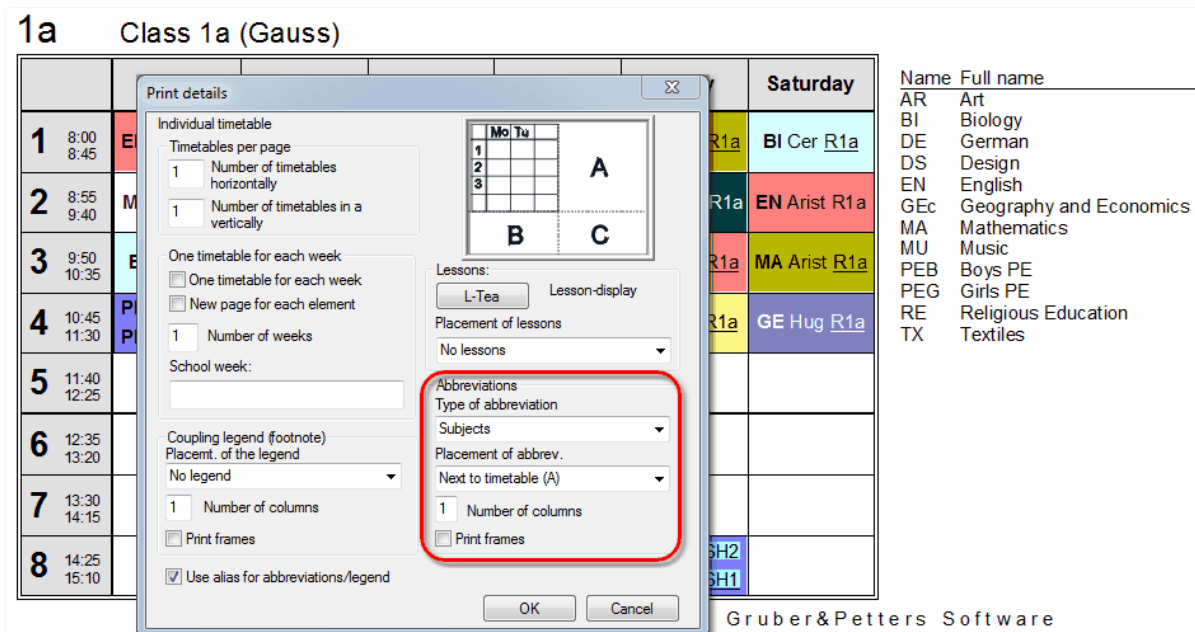 1a Class 1a (Gauss)
Saturday
1 8:00 8:45
BI Cer R1a
2 8:55 9:40
M
R1a
EN Arist R1a
3 9:50 10:35
R1a
MA Arist R1a
4 10:45 11:30
R1a
GE Hug R1a
5 11:40 12:25
6 12:35 13:20
7 13:30 14:15
8 14:25 15:10
SH2
SH1
Print details
Individual timetable
Timetables per page
1 Number of timetables horizontally
1 Number of timetables in a vertically
One timetable for each week
One timetable for each week
New page for each element
1 Number of weeks
School week:
Coupling legend (footnote)
Placemt. of the legend
No legend
1 Number of columns
Print frames
Use alias for abbreviations/legend
Mo Tu
1
2
3
A
B C
Lessons:
L-Tea Lesson-display
Placement of lessons
No lessons
Abbreviations
Type of abbreviation
Subjects
Placement of abbrev.
Next to timetable (A)
1 Number of columns
Print frames
OK Cancel
Name Full name
AR Art
BI Biology
DE German
DS Design
EN English
GEc Geography and Economics
MA Mathematics
MU Music
PEB Boys PE
PEG Girls PE
RE Religious Education
TX Textiles
Gruber&Petters Software